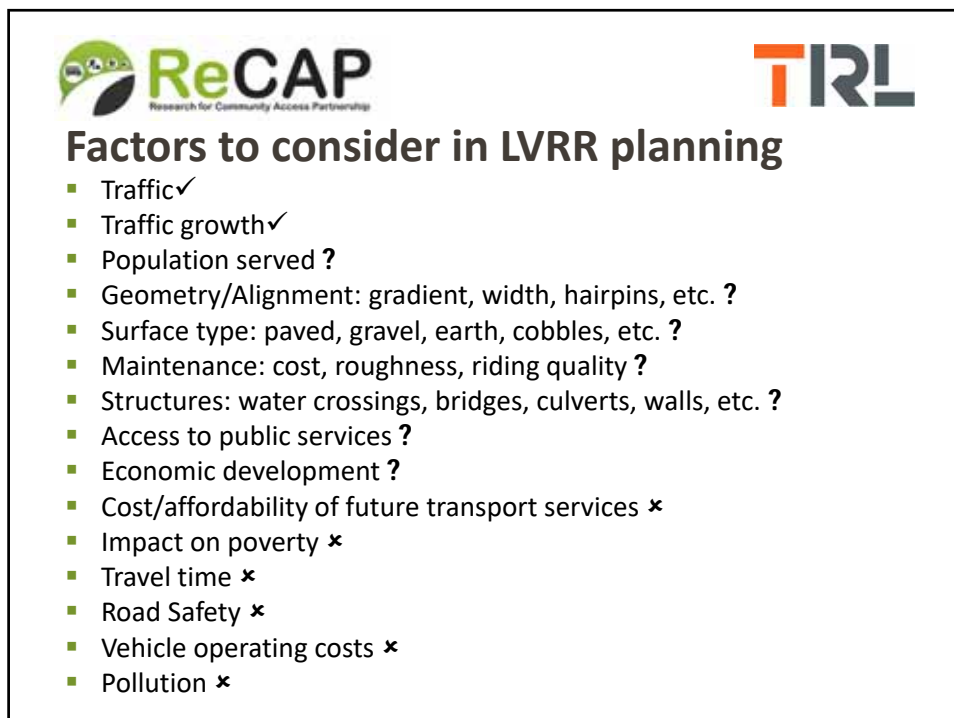 ReCAP
Research for Community Access Partnership
TRL
Factors to consider in LVRR planning
▪ Traffic✓
▪ Traffic growth✓
▪ Population served ?
▪ Geometry/Alignment: gradient, width, hairpins, etc. ?
▪ Surface type: paved, gravel, earth, cobbles, etc. ?
▪ Maintenance: cost, roughness, riding quality ?
▪ Structures: water crossings, bridges, culverts, walls, etc. ?
▪ Access to public services ?
▪ Economic development ?
▪ Cost/affordability of future transport services ×
▪ Impact on poverty ×
▪ Travel time ×
▪ Road Safety ×
▪ Vehicle operating costs ×
▪ Pollution ×